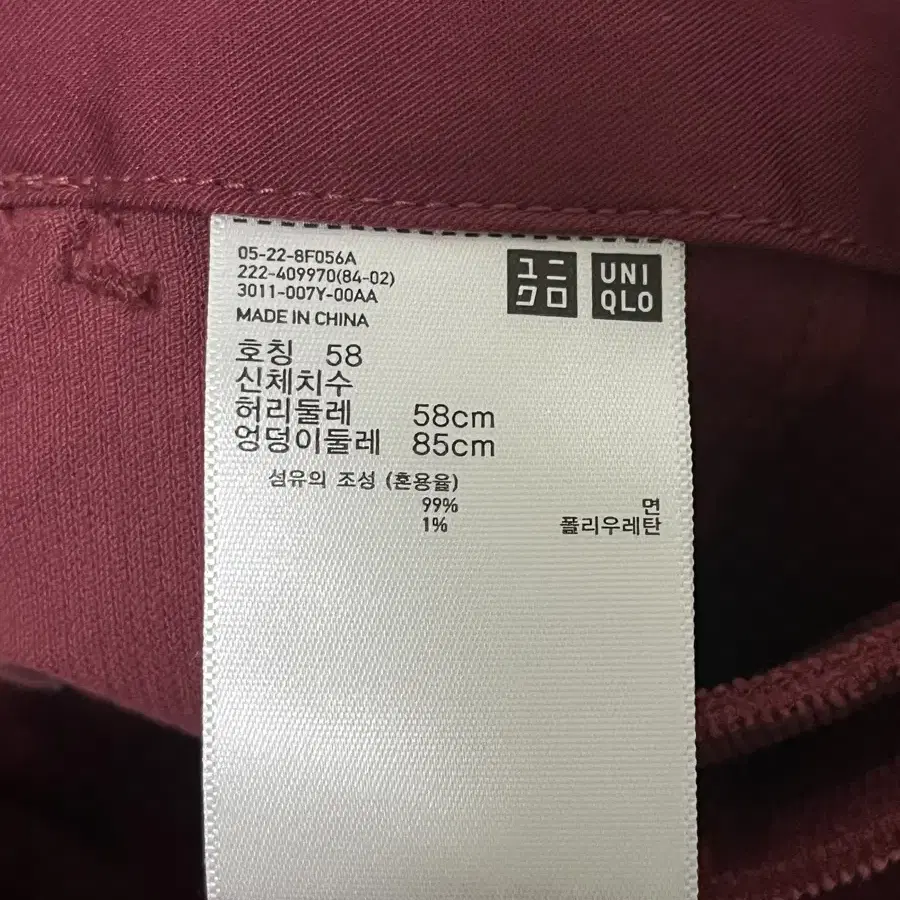 05-22-8F056A
222-409970(84-02)
3011-007Y-00AA
MADE IN CHINA
ユニ
クロ
UNI
QLO
호칭 58
신체치수
허리둘레 58cm
엉덩이둘레 85cm
섬유의 조성 (혼용율)
99% 면
1% 폴리우레탄